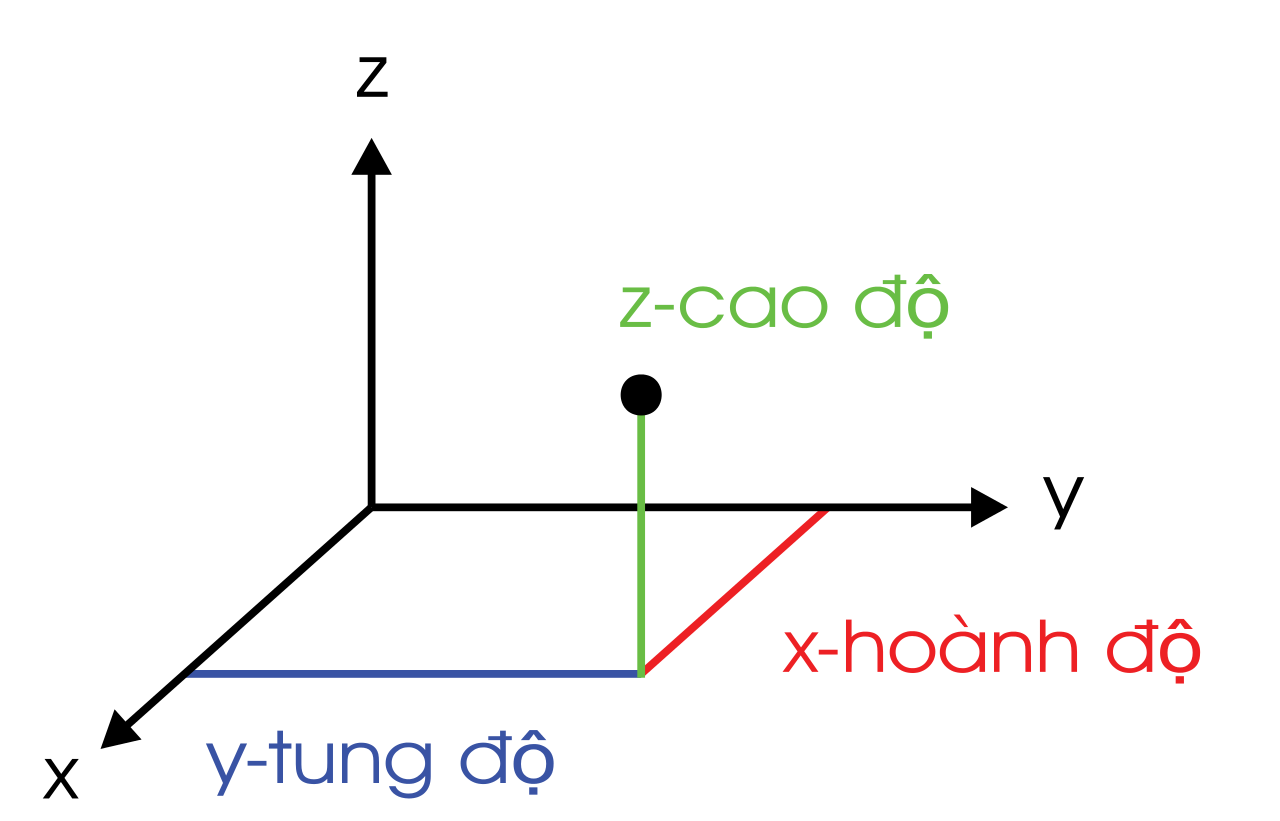 z
z-cao độ
y
x-hoành độ
y-tung độ
x